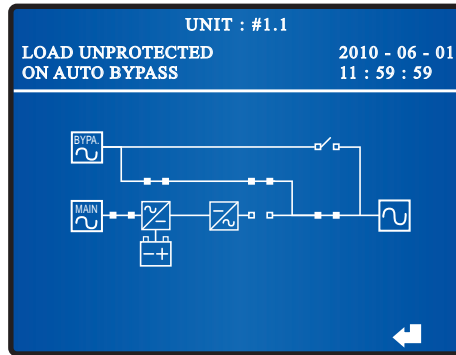 UNIT : #1.1
LOAD UNPROTECTED
2010 - 06 - 01
ON AUTO BYPASS
11 : 59 : 59
BYPA.
MAIN